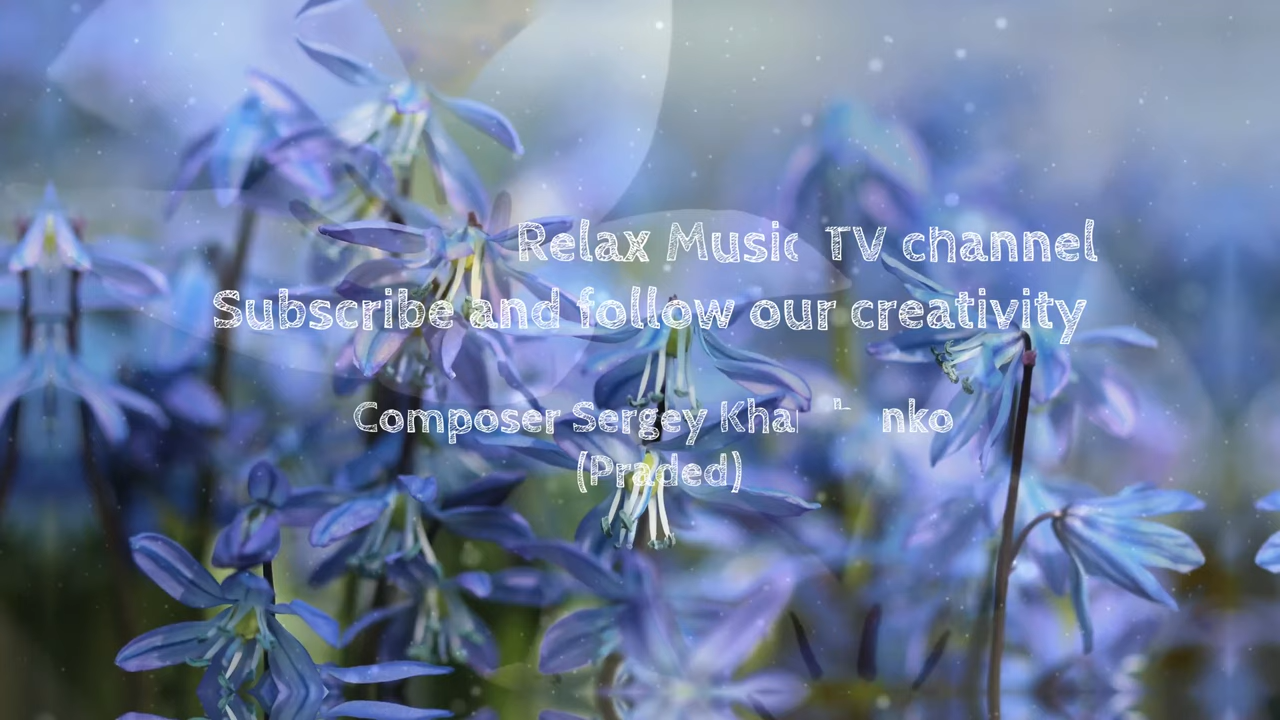 Relax Music TV channel
Subscribe and follow our creativity
Composer Sergey
(Praded)